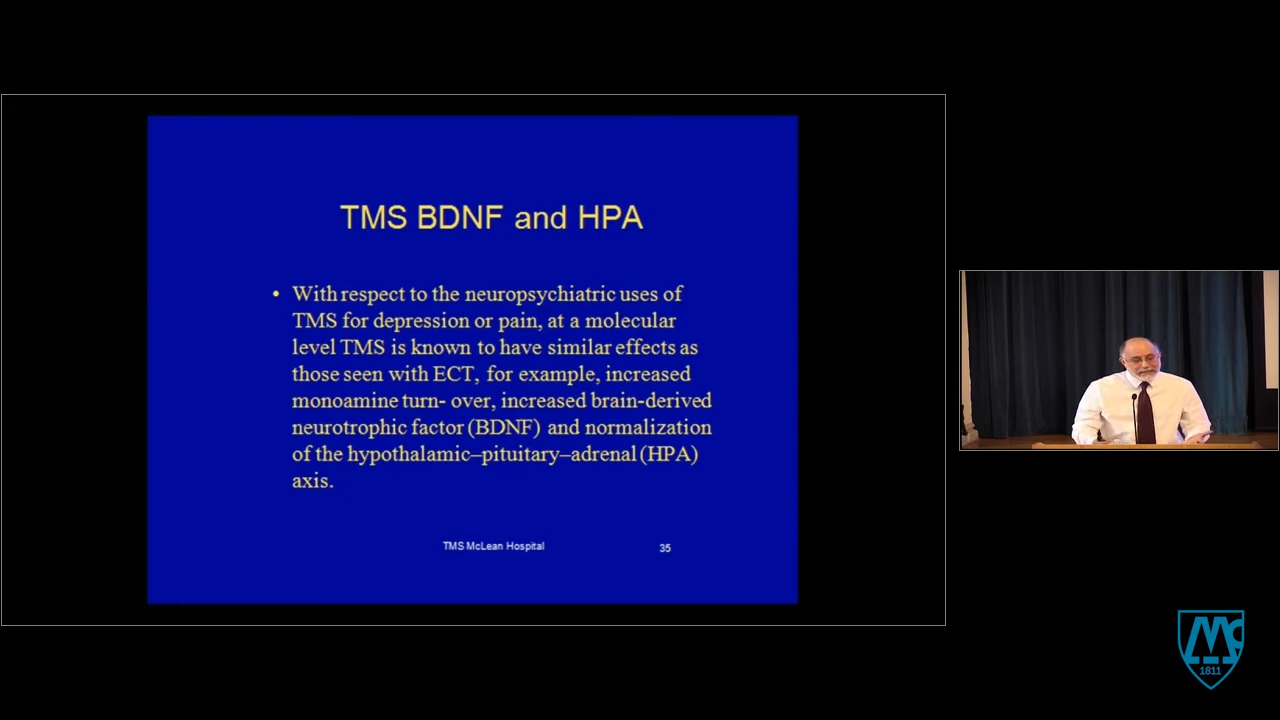 TMS BDNF and HPA
• With respect to the neuropsychiatric uses of
TMS for depression or pain, at a molecular
level TMS is known to have similar effects as
those seen with ECT, for example, increased
monoamine turn- over, increased brain-derived
neurotrophic factor (BDNF) and normalization
of the hypothalamic–pituitary–adrenal (HPA)
axis.
TMS McLean Hospital
35
Mc
1811